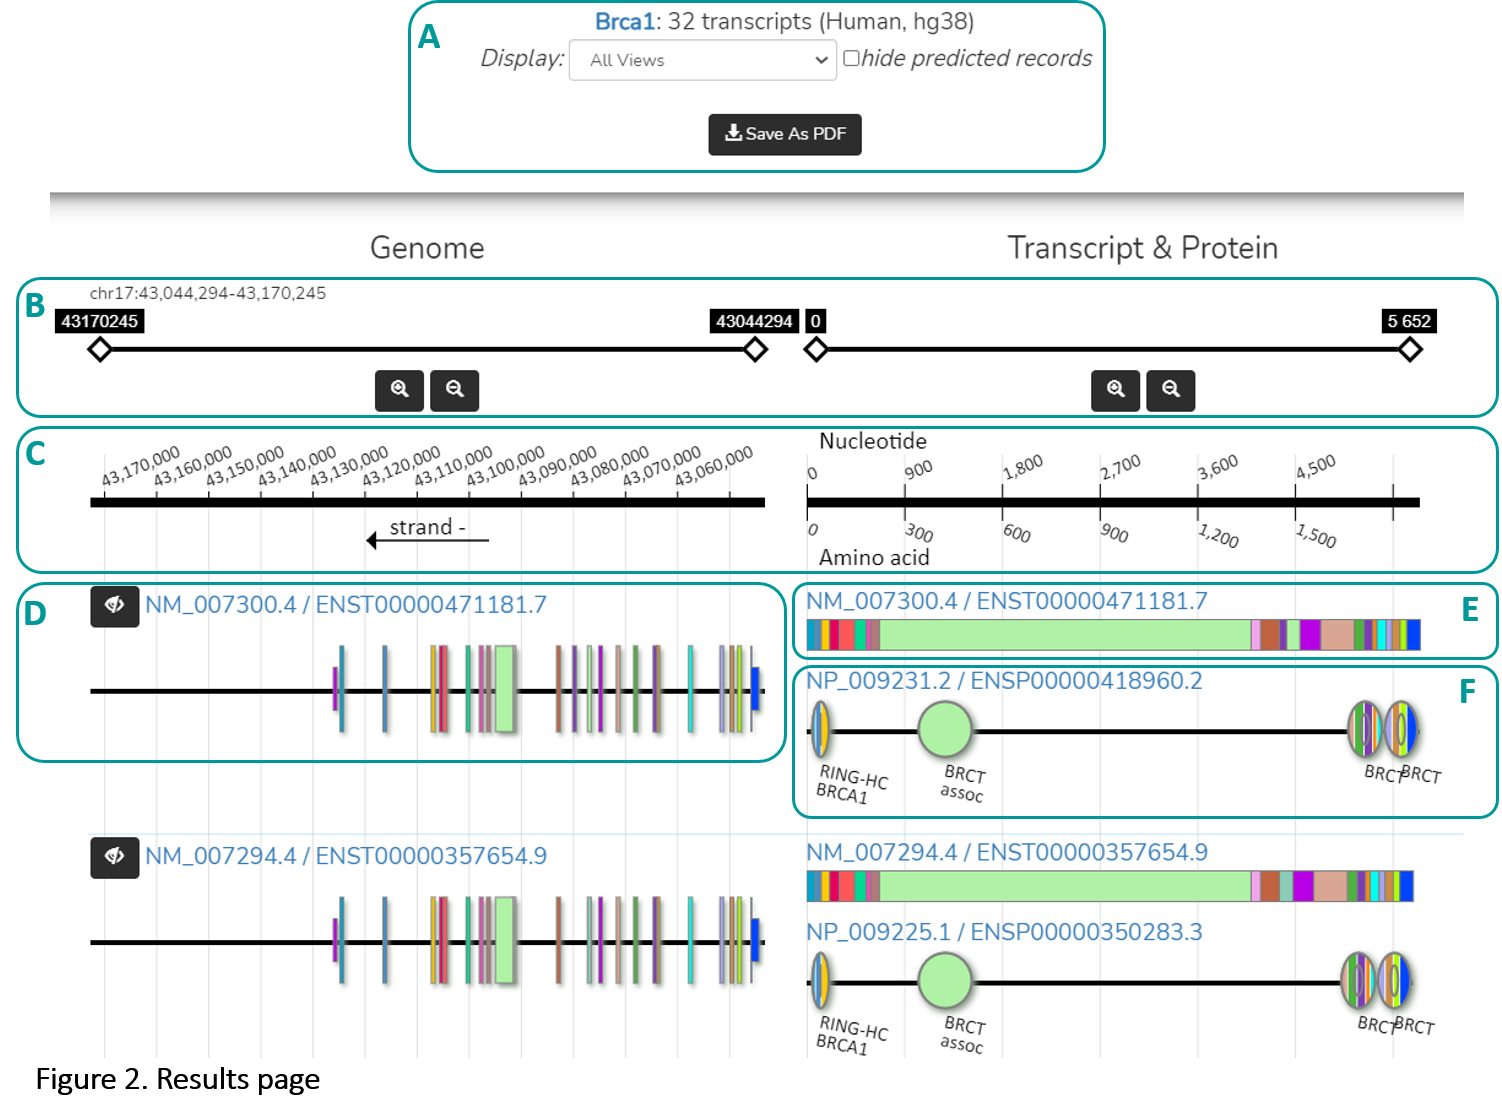 A
Brca1: 32 transcripts (Human, hg38)
Display: All Views hide predicted records
Save As PDF
Genome
Transcript & Protein
B
chr17:43,044,294-43,170,245
43170245 43044294 0 5 652
C
43,170,000 43,160,000 43,150,000 43,140,000 43,130,000 43,120,000 43,110,000 43,100,000 43,090,000 43,080,000 43,070,000 43,060,000
strand -
Nucleotide
0 900 1,800 2,700 3,600 4,500
0 300 600 900 1,200 1,500
Amino acid
D
NM_007300.4 / ENST00000471181.7
NM_007300.4 / ENST00000471181.7
E
NP_009231.2 / ENSP00000418960.2
F
RING-HC
BRCA1
BRCT
assoc
BRCT
BRCT
NM_007294.4 / ENST00000357654.9
NM_007294.4 / ENST00000357654.9
NP_009225.1 / ENSP00000350283.3
RING-HC
BRCA1
BRCT
assoc
BRCT
BRCT
Figure 2. Results page